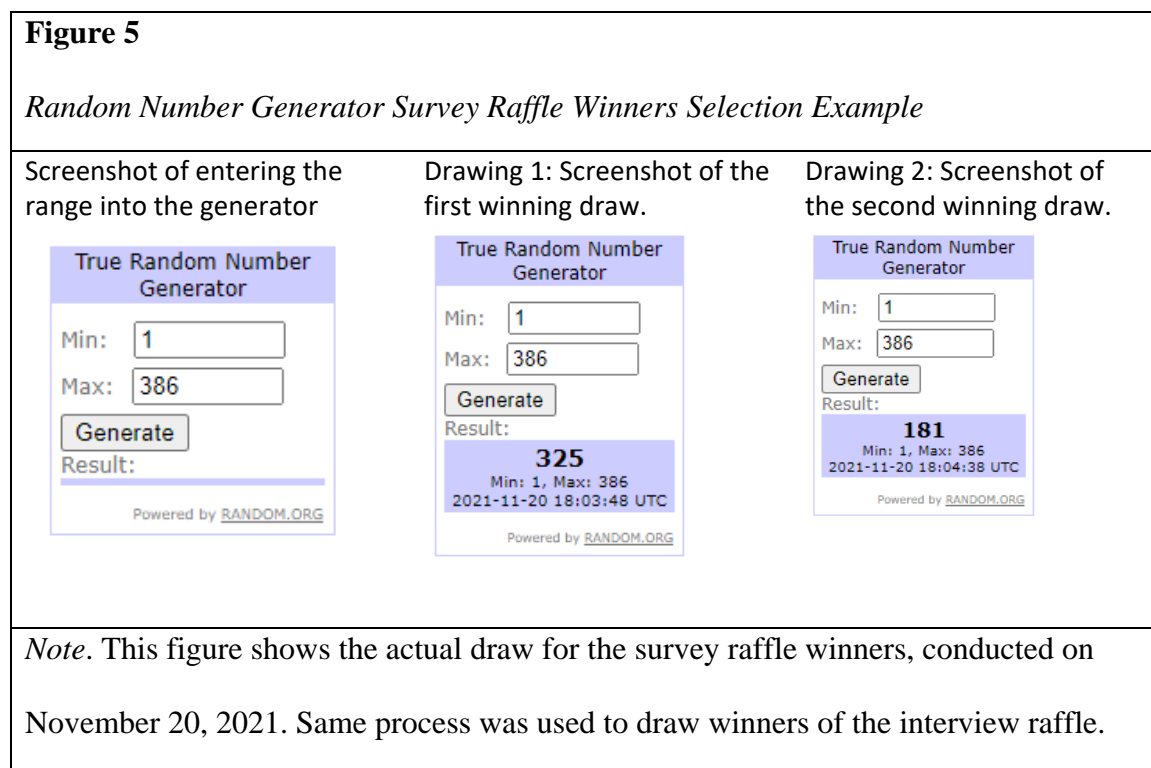 Figure 5
Random Number Generator Survey Raffle Winners Selection Example
Screenshot of entering the
range into the generator
True Random Number
Generator
Min: 1
Max: 386
Generate
Result:
Powered by RANDOM.ORG
Drawing 1: Screenshot of the
first winning draw.
True Random Number
Generator
Min: 1
Max: 386
Generate
Result:
325
Min: 1, Max: 386
2021-11-20 18:03:48 UTC
Powered by RANDOM.ORG
Drawing 2: Screenshot of
the second winning draw.
True Random Number
Generator
Min: 1
Max: 386
Generate
Result:
181
Min: 1, Max: 386
2021-11-20 18:04:38 UTC
Powered by RANDOM.ORG
Note. This figure shows the actual draw for the survey raffle winners, conducted on
November 20, 2021. Same process was used to draw winners of the interview raffle.